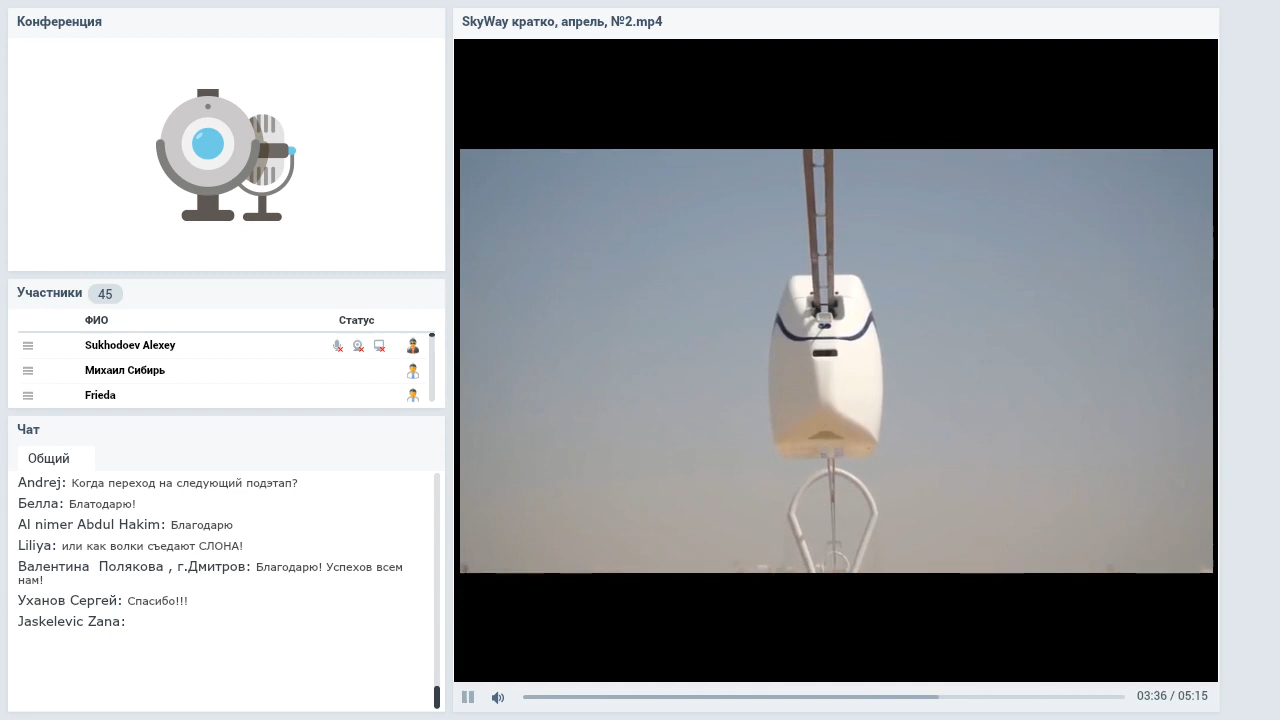 Конференция
SkyWay кратко, апрель, №2.mp4
Участники 45
ФИО Статус
Sukhodoev Alexey
Михаил Сибирь
Frieda
Чат
Общий
Andrej: Когда переход на следующий подэтап?
Белла: Блатодарю!
Al nimer Abdul Hakim: Благодарю
Liliya: или как волки съедают СЛОНА!
Валентина Полякова , г.Дмитров: Благодарю! Успехов всем
нам!
Уханов Сергей: Спасибо!!!
Jaskelevic Zana:
03:36 / 05:15